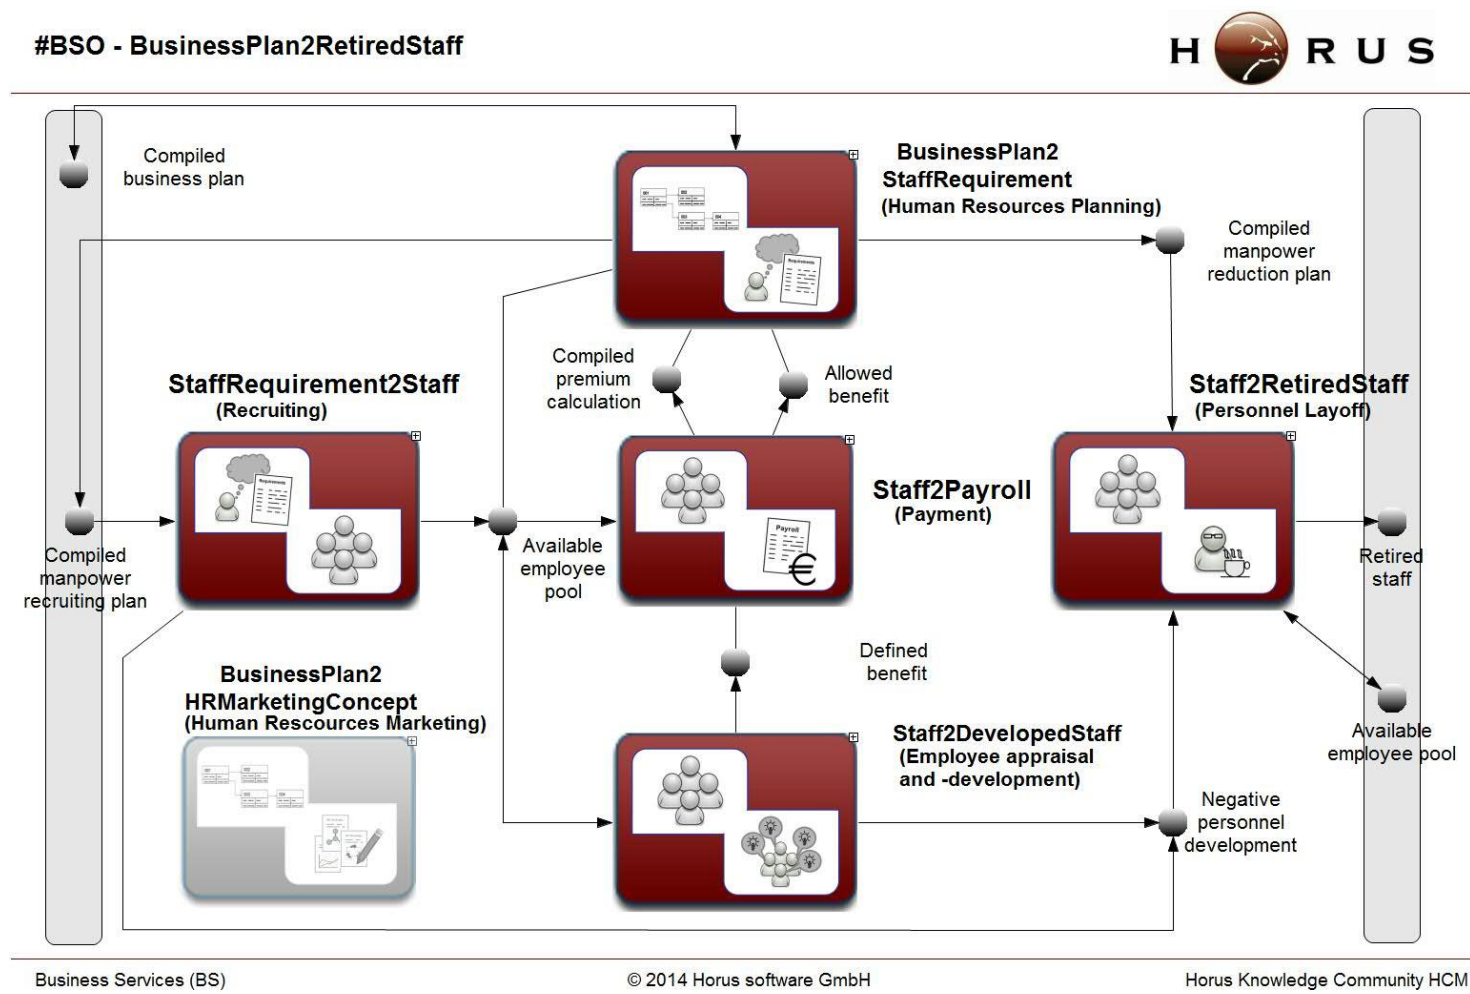 #BSO - BusinessPlan2RetiredStaff
H RUS
Compiled
business plan
BusinessPlan2
StaffRequirement
(Human Resources Planning)
Requirements
Compiled
manpower
reduction plan
Compiled
premium
calculation
Allowed
benefit
StaffRequirement2Staff
(Recruiting)
Requirements
Staff2RetiredStaff
(Personnel Layoff)
Staff2Payroll
(Payment)
Payroll
€
Compiled
manpower
recruiting plan
Available
employee
pool
Retired
staff
Defined
benefit
BusinessPlan2
HRMarketingConcept
(Human Rescources Marketing)
Staff2DevelopedStaff
(Employee appraisal
and -development)
Available
employee pool
Negative
personnel
development
Business Services (BS)
© 2014 Horus software GmbH
Horus Knowledge Community HCM